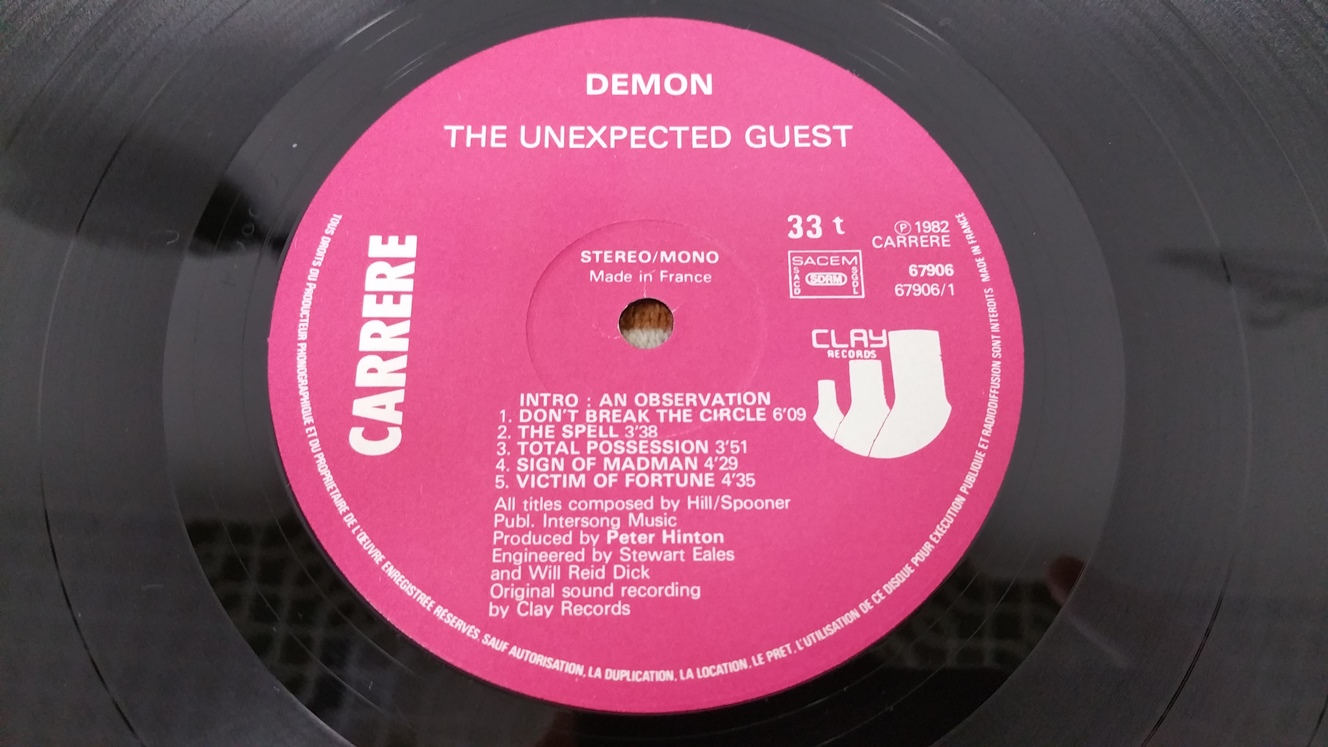 DEMON
THE UNEXPECTED GUEST
33 t
℗ 1982
CARRERE
STEREO/MONO
Made in France
SACEM
SACD
SDRM
SGDL
67906
67906/1
CARRERE
CLAY
RECORDS
INTRO : AN OBSERVATION
1. DON'T BREAK THE CIRCLE 6'09
2. THE SPELL 3'38
3. TOTAL POSSESSION 3'51
4. SIGN OF MADMAN 4'29
5. VICTIM OF FORTUNE 4'35
All titles composed by Hill/Spooner
Publ. Intersong Music
Produced by Peter Hinton
Engineered by Stewart Eales
and Will Reid Dick
Original sound recording
by Clay Records
TOUS DROITS DU PRODUCTEUR PHONOGRAPHIQUE ET DU PROPRIETAIRE DE L'ŒUVRE ENREGISTRÉE RÉSERVÉS. SAUF AUTORISATION, LA DUPLICATION, LA LOCATION, LE PRET, L'UTILISATION DE CE DISQUE POUR EXÉCUTION PUBLIQUE ET RADIODIFFUSION SONT INTERDITS MADE IN FRANCE